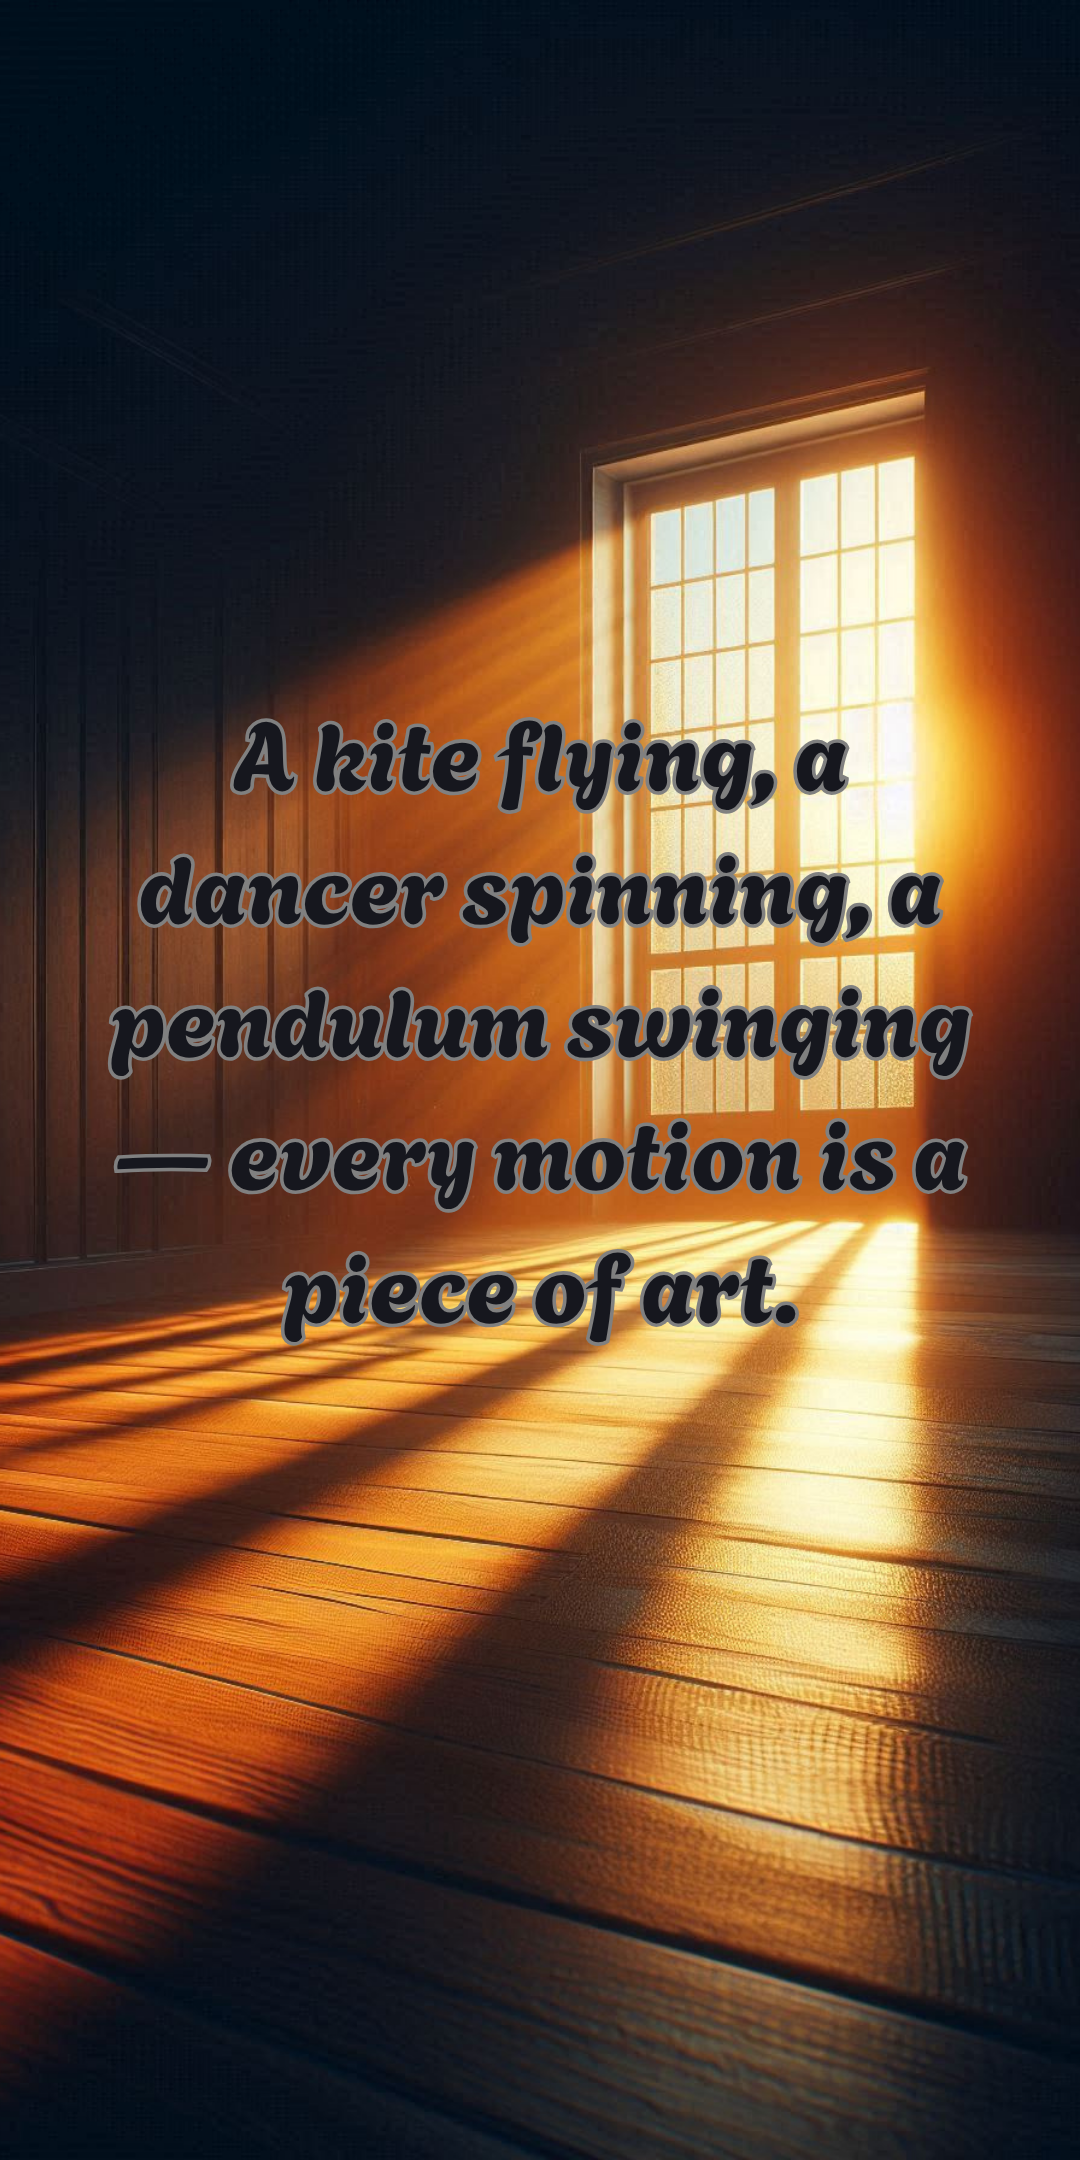 A kite flying, a
dancer spinning, a
pendulum swinging
— every motion is a
piece of art.